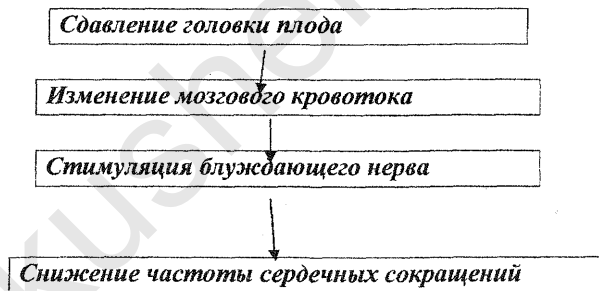 Сдавление головки плода
Изменение мозгового кровотока
Стимуляция блуждающего нерва
Снижение частоты сердечных сокращений